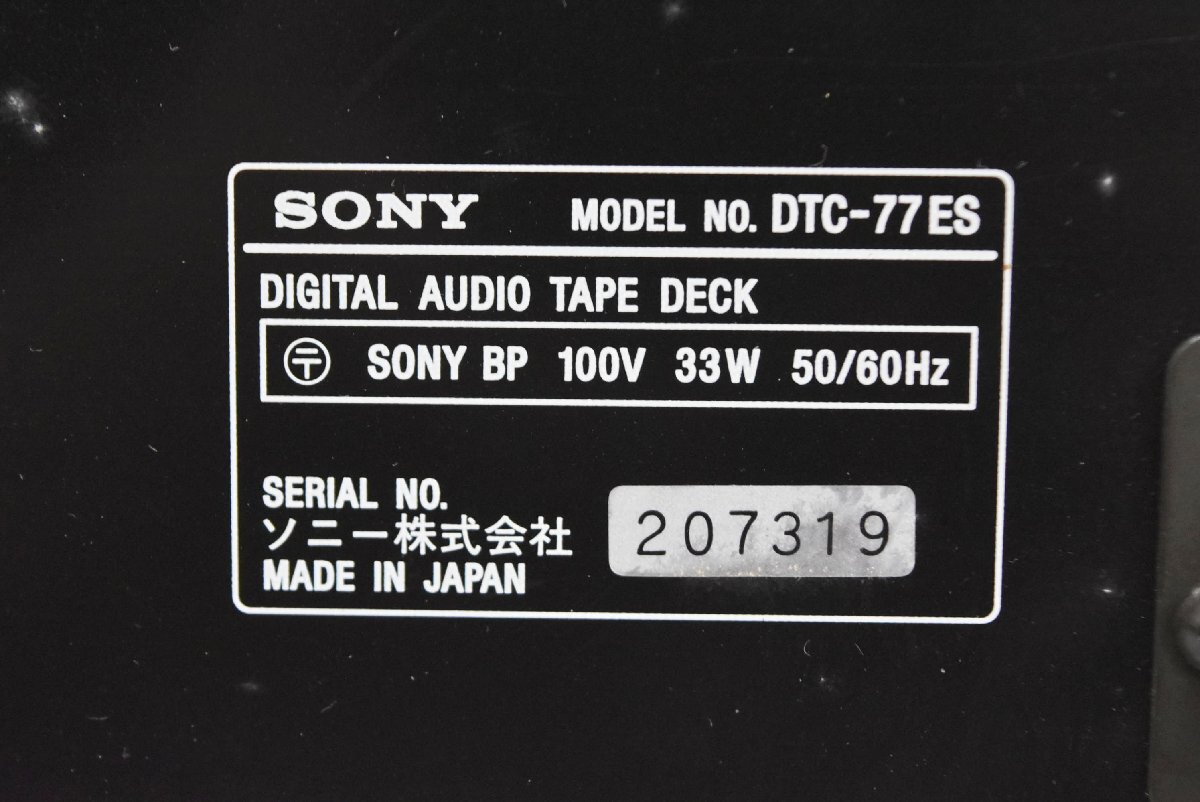 SONY MODEL NO. DTC-77ES
DIGITAL AUDIO TAPE DECK
〒 SONY BP 100V 33W 50/60Hz
SERIAL NO.
ソニー株式会社 207319
MADE IN JAPAN